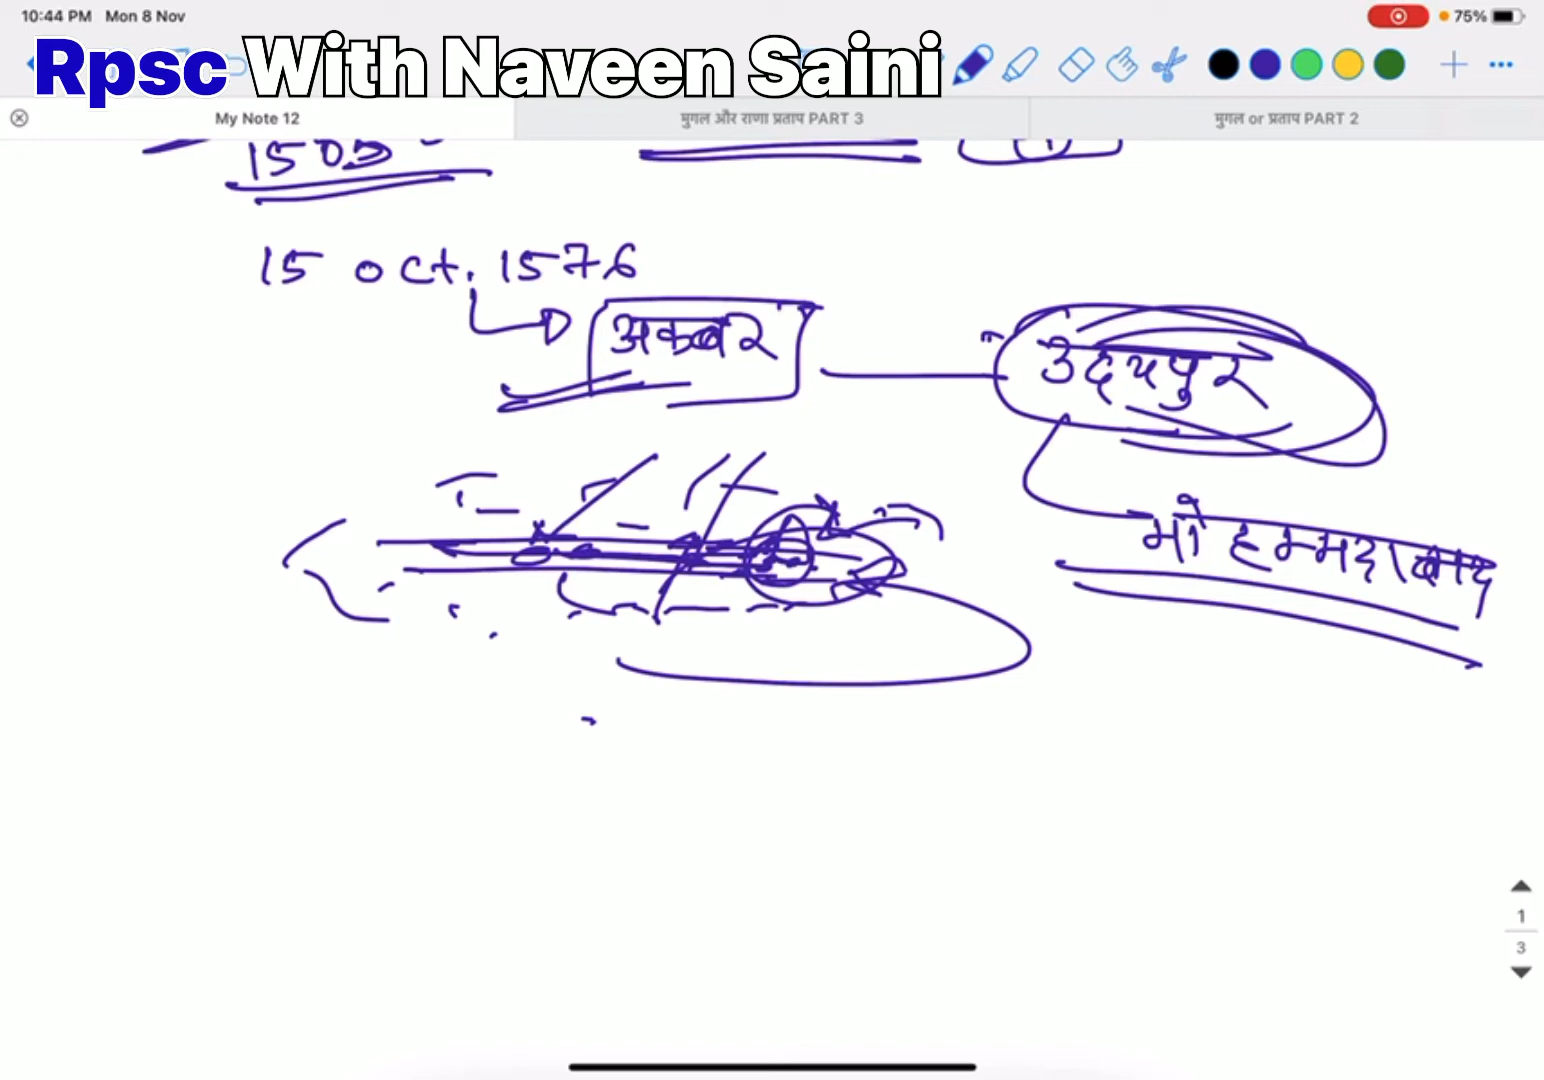 10:44 PM Mon 8 Nov 75%
Rpsc With Naveen Saini
My Note 12 मुगल और राणा प्रताप PART 3 मुगल or प्रताप PART 2
15 oct. 1576
अकबर उदयपुर
मोहम्मदाबाद
1
3